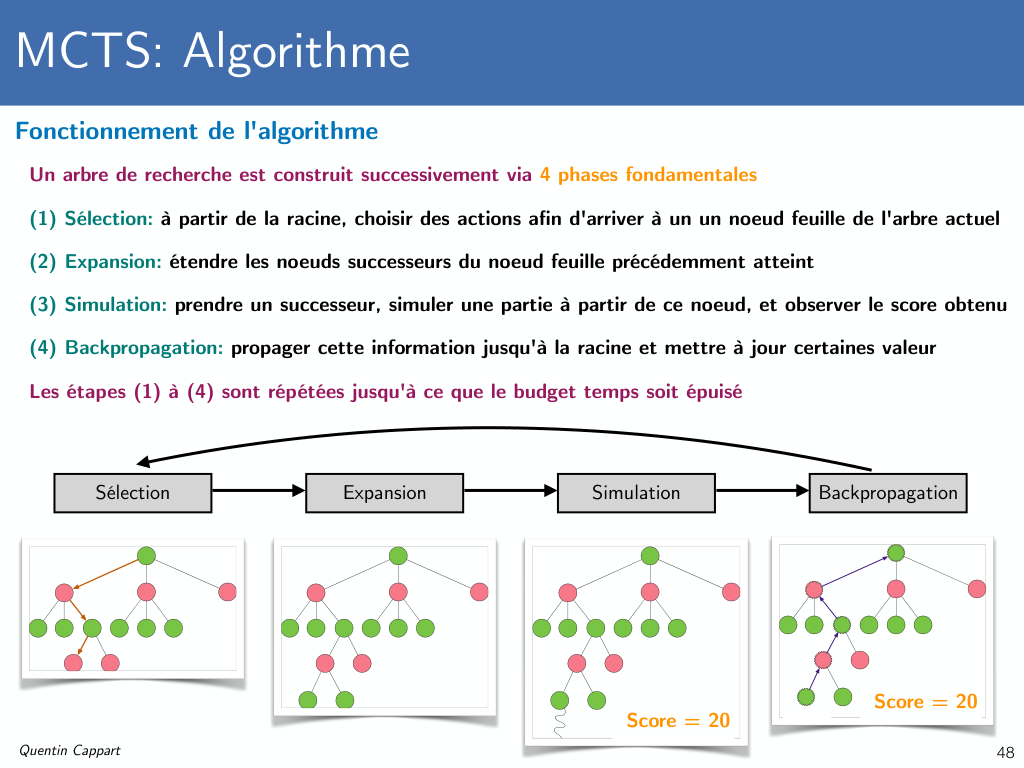 MCTS: Algorithme
Fonctionnement de l'algorithme
Un arbre de recherche est construit successivement via 4 phases fondamentales
(1) Sélection: à partir de la racine, choisir des actions afin d'arriver à un un noeud feuille de l'arbre actuel
(2) Expansion: étendre les noeuds successeurs du noeud feuille précédemment atteint
(3) Simulation: prendre un successeur, simuler une partie à partir de ce noeud, et observer le score obtenu
(4) Backpropagation: propager cette information jusqu'à la racine et mettre à jour certaines valeur
Les étapes (1) à (4) sont répétées jusqu'à ce que le budget temps soit épuisé
Sélection
Expansion
Simulation
Backpropagation
Score = 20
Score = 20
Quentin Cappart
48